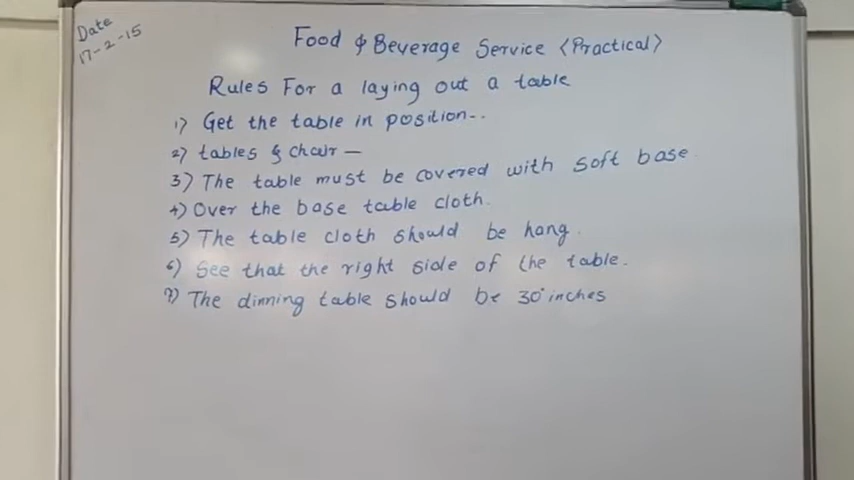 Date
17-2-15
Food & Beverage Service <Practical>
Rules For a laying out a table
1) Get the table in position--
2) tables & chair —
3) The table must be covered with soft base
4) Over the base table cloth.
5) The table cloth should be hang.
6) See that the right side of the table.
7) The dinning table should be 30" inches